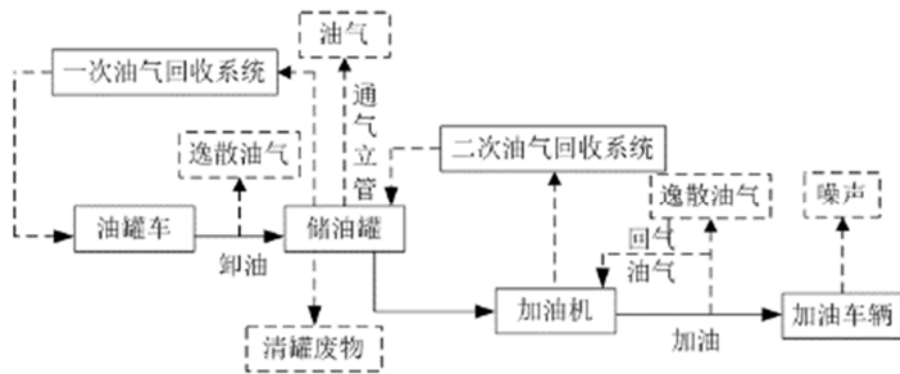 油气
一次油气回收系统
通气立管
逸散油气
二次油气回收系统
逸散油气
噪声
油罐车
卸油
储油罐
回气
油气
加油机
加油
加油车辆
清罐废物